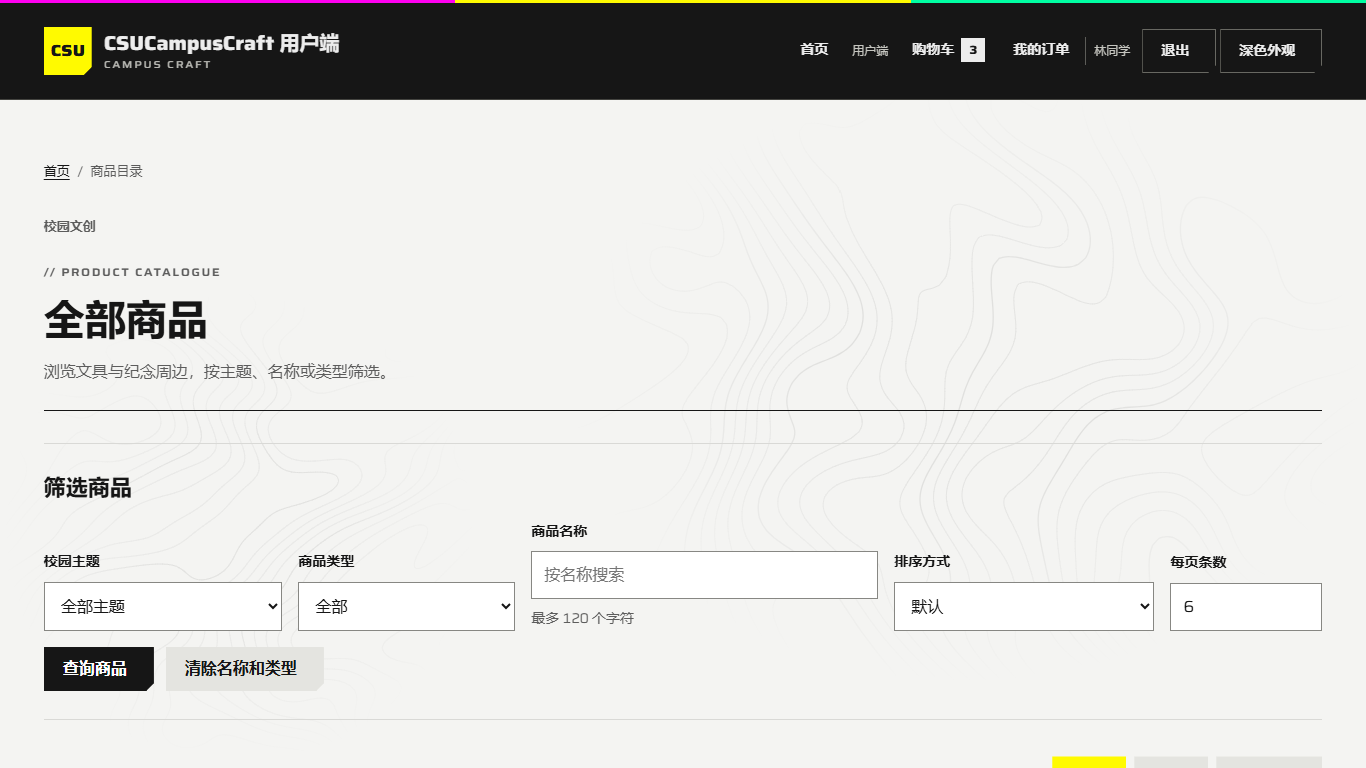 CSU
CSUCampusCraft 用户端
CAMPUS CRAFT
首页 用户端 购物车 3 我的订单 林同学 退出 深色外观
首页 / 商品目录
校园文创
// PRODUCT CATALOGUE
全部商品
浏览文具与纪念周边，按主题、名称或类型筛选。
筛选商品
校园主题 商品类型 商品名称 排序方式 每页条数
全部主题 全部 按名称搜索 默认 6
最多 120 个字符
查询商品 清除名称和类型